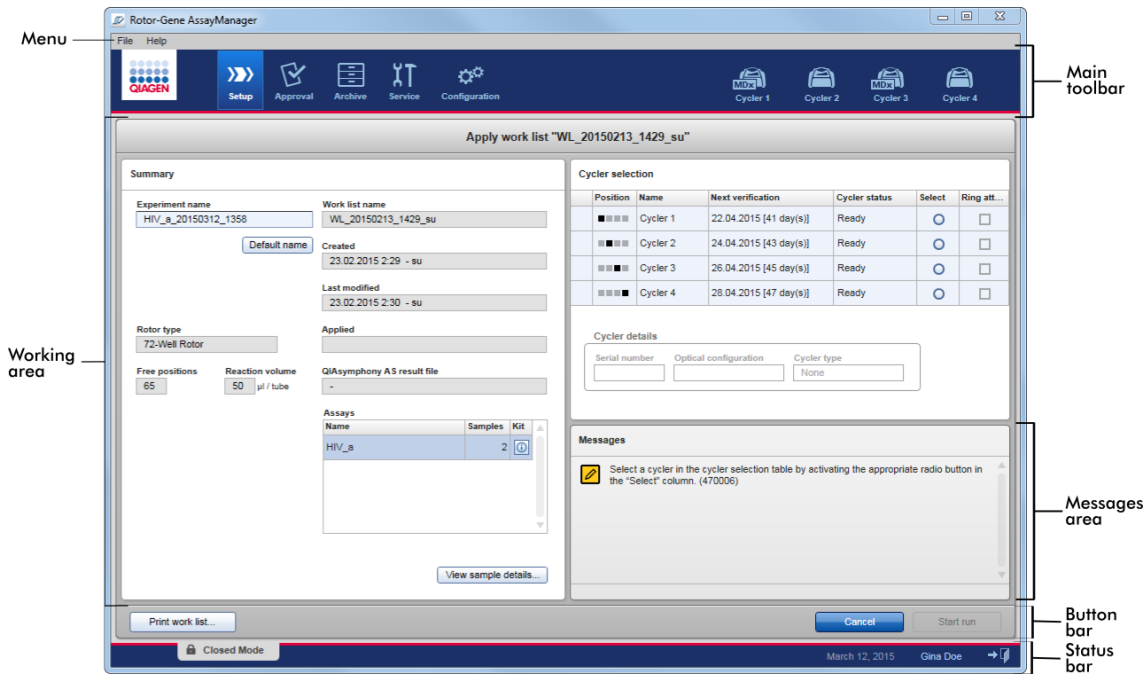 Rotor-Gene AssayManager
Menu
File Help
QIAGEN
Setup Approval Archive Service Configuration
MDx MDx
Cycler 1 Cycler 2 Cycler 3 Cycler 4
Main
toolbar
Apply work list "WL_20150213_1429_su"
Working
area
Summary
Experiment name Work list name
HIV_a_20150312_1358 WL_20150213_1429_su
Default name
Created
23.02.2015 2:29 - su
Last modified
23.02.2015 2:30 - su
Rotor type Applied
72-Well Rotor
Free positions Reaction volume QIAsymphony AS result file
65 50 µl / tube -
Assays
Name Samples Kit
HIV_a 2
View sample details...
Cycler selection
Position Name Next verification Cycler status Select Ring att...
Cycler 1 22.04.2015 [41 day(s)] Ready
Cycler 2 24.04.2015 [43 day(s)] Ready
Cycler 3 26.04.2015 [45 day(s)] Ready
Cycler 4 28.04.2015 [47 day(s)] Ready
Cycler details
Serial number Optical configuration Cycler type
None
Messages
Select a cycler in the cycler selection table by activating the appropriate radio button in
the “Select” column. (470006)
Messages
area
Print work list... Cancel Start run
Button
bar
Closed Mode March 12, 2015 Gina Doe
Status
bar